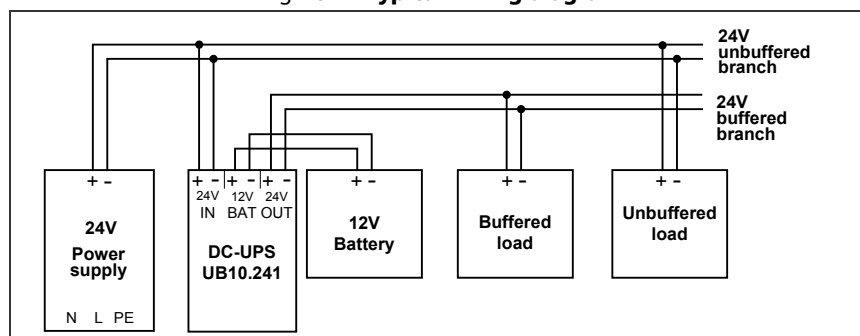 24V
unbuffered
branch
24V
buffered
branch
+ -
24V
Power
supply
N L PE
+ - + - + -
24V 12V 24V
IN BAT OUT
DC-UPS
UB10.241
+ -
12V
Battery
+ -
Buffered
load
+ -
Unbuffered
load